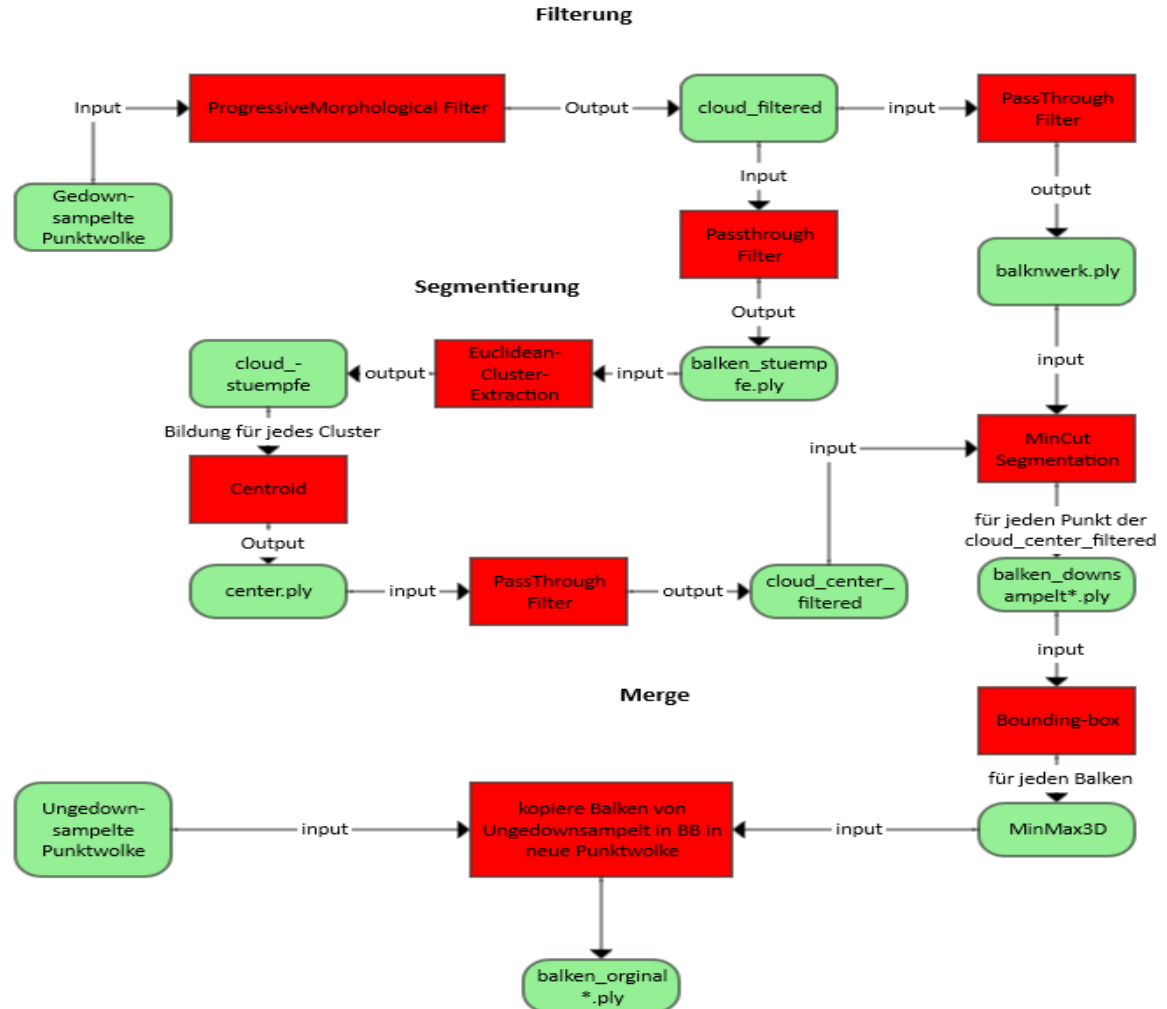 Filterung
Input
ProgressiveMorphological Filter
Output
cloud_filtered
input
PassThrough
Filter
Gedown-
sampelte
Punktwolke
Input
output
Passthrough
Filter
balknwerk.ply
Segmentierung
Output
cloud_-
stuempfe
output
Euclidean-
Cluster-
Extraction
input
balken_stuemp
fe.ply
input
Bildung für jedes Cluster
Centroid
input
MinCut
Segmentation
Output
für jeden Punkt der
cloud_center_filtered
center.ply
input
PassThrough
Filter
output
cloud_center_
filtered
balken_downs
ampelt*.ply
input
Merge
Bounding-box
für jeden Balken
Ungedown-
sampelte
Punktwolke
input
kopiere Balken von
Ungedownsampelt in BB in
neue Punktwolke
input
MinMax3D
balken_orginal
*.ply